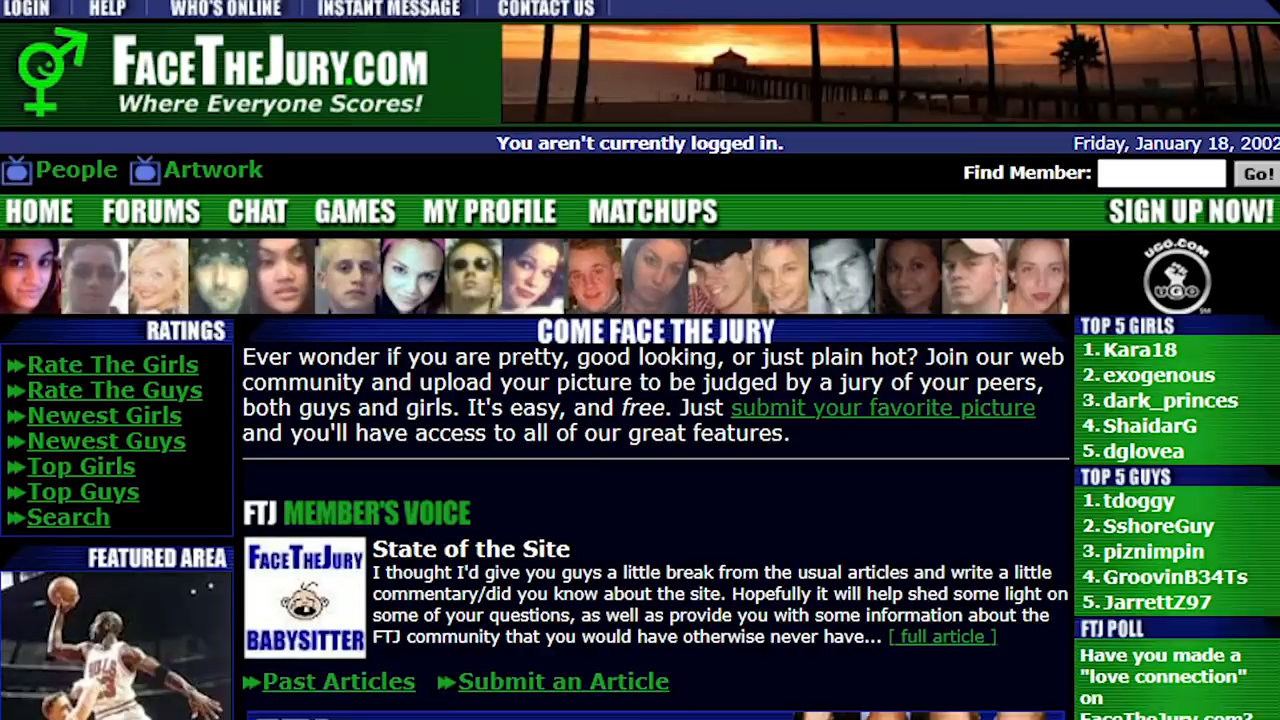 LOGIN HELP WHO'S ONLINE INSTANT MESSAGE CONTACT US
FACETHEJURY.COM
Where Everyone Scores!
You aren't currently logged in.
Friday, January 18, 2002
People Artwork
Find Member: Go!
HOME FORUMS CHAT GAMES MY PROFILE MATCHUPS SIGN UP NOW!
UGO.COM
UGO
RATINGS
Rate The Girls
Rate The Guys
Newest Girls
Newest Guys
Top Girls
Top Guys
Search
FEATURED AREA
BULLS
COME FACE THE JURY
Ever wonder if you are pretty, good looking, or just plain hot? Join our web
community and upload your picture to be judged by a jury of your peers,
both guys and girls. It's easy, and free. Just submit your favorite picture
and you'll have access to all of our great features.
FTJ MEMBER'S VOICE
FACETHEJURY
BABYSITTER
State of the Site
I thought I'd give you guys a little break from the usual articles and write a little
commentary/did you know about the site. Hopefully it will help shed some light on
some of your questions, as well as provide you with some information about the
FTJ community that you would have otherwise never have... [ full article ]
Past Articles Submit an Article
TOP 5 GIRLS
1. Kara18
2. exogenous
3. dark_princes
4. ShaidarG
5. dglovea
TOP 5 GUYS
1. tdoggy
2. SshoreGuy
3. piznimpin
4. GroovinB34Ts
5. JarrettZ97
FTJ POLL
Have you made a
"love connection"
on
FaceTheJury.com?